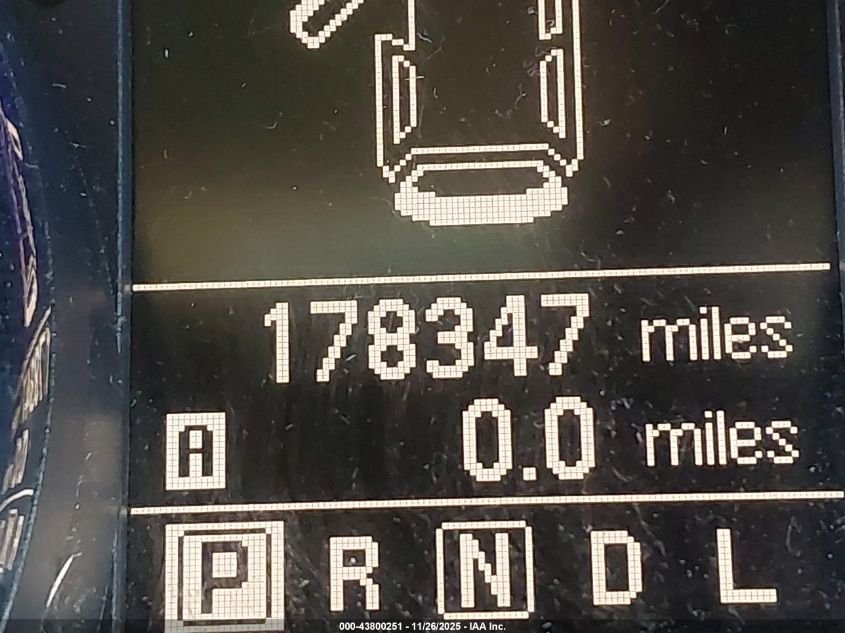 178347 miles
A 0.0 miles
P R N D L
000-43800251 - 11/26/2025 - IAA Inc.